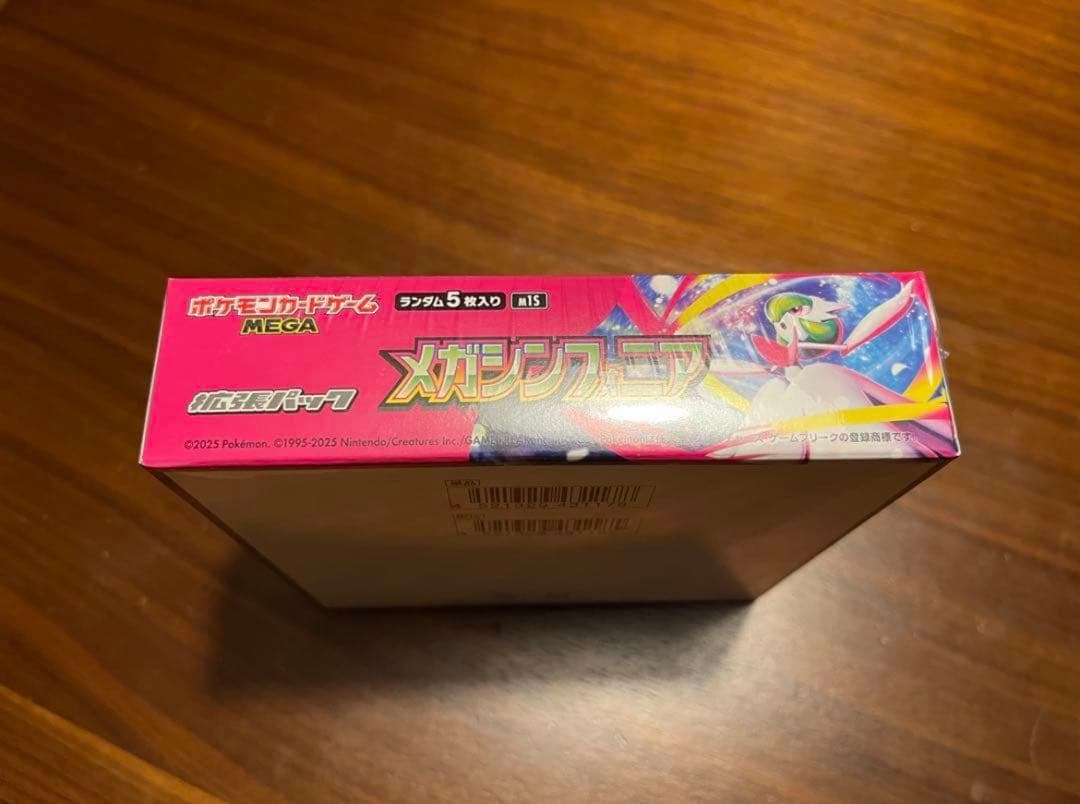 ポケモンカードゲーム
MEGA
ランダム5枚入り
M1S
メガシンフォニア
拡張パック
©2025 Pokémon. ©1995-2025 Nintendo/Creatures Inc./GAME FREAK inc.
ゲームフリークの登録商標です。